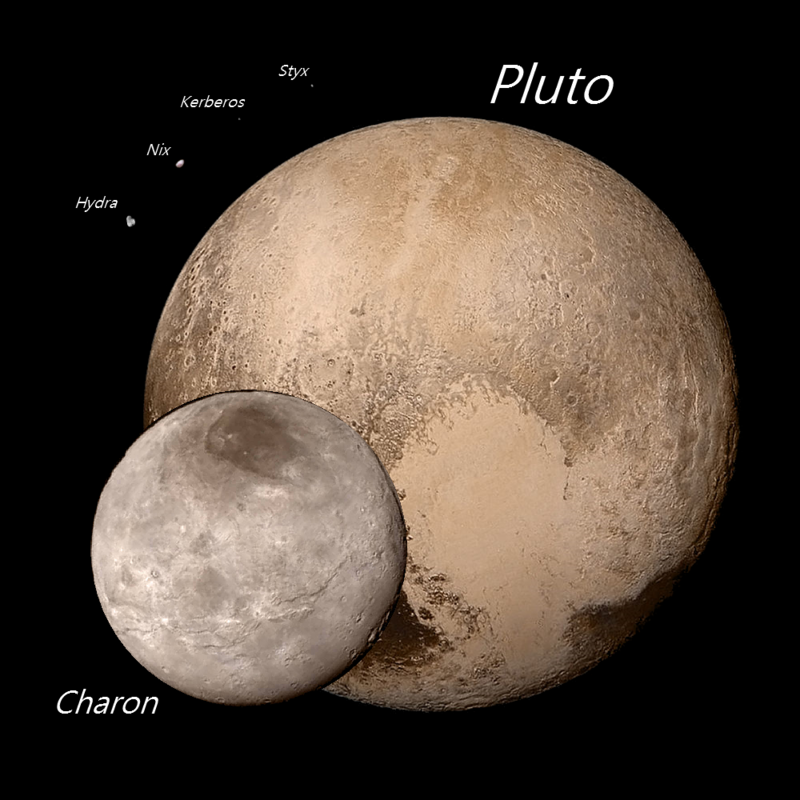 Styx
Pluto
Kerberos
Nix
Hydra
Charon